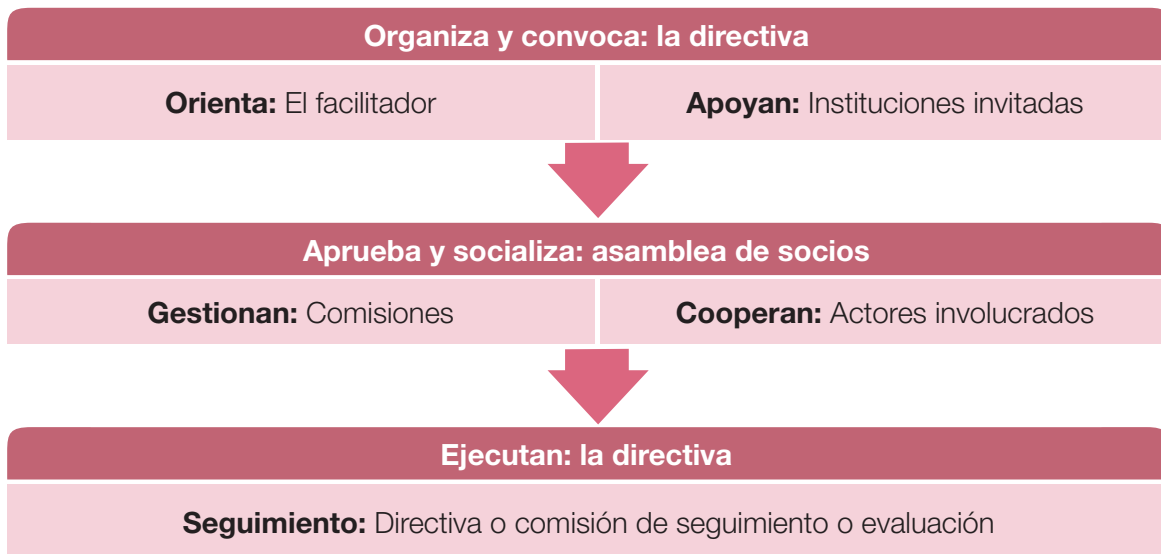 Organiza y convoca: la directiva
Orienta: El facilitador
Apoyan: Instituciones invitadas
Aprueba y socializa: asamblea de socios
Gestionan: Comisiones
Cooperan: Actores involucrados
Ejecutan: la directiva
Seguimiento: Directiva o comisión de seguimiento o evaluación